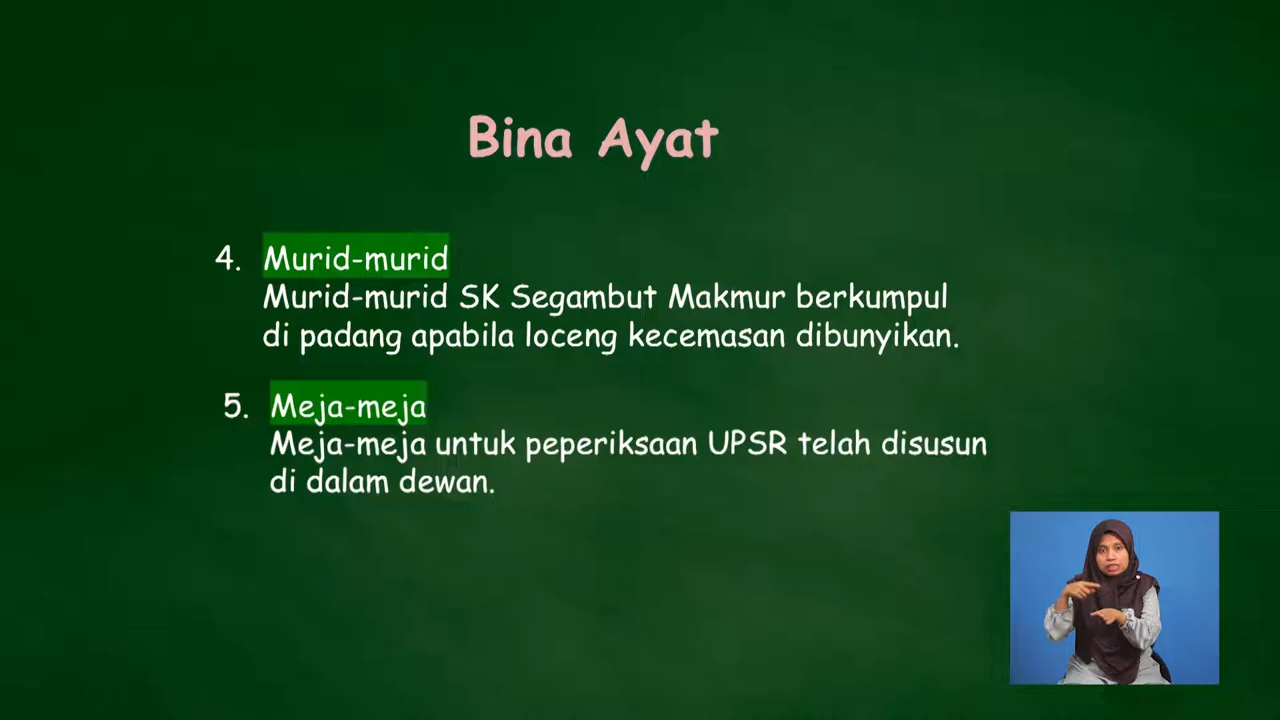 Bina Ayat
4. Murid-murid
Murid-murid SK Segambut Makmur berkumpul
di padang apabila loceng kecemasan dibunyikan.
5. Meja-meja
Meja-meja untuk peperiksaan UPSR telah disusun
di dalam dewan.